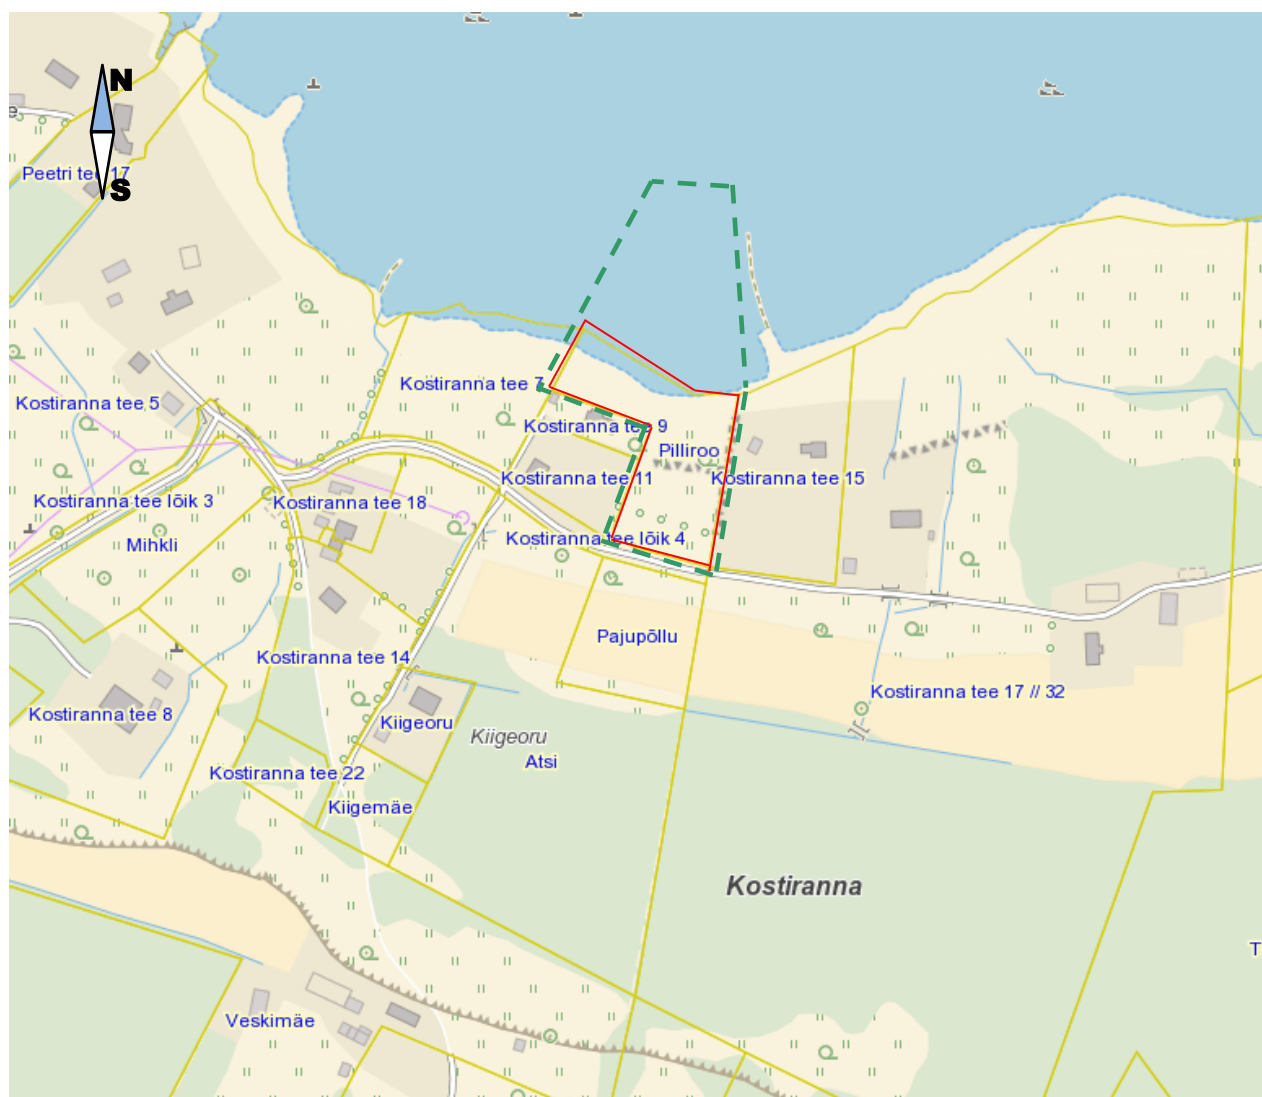 N
e
Peetri tee 17
S
Kostiranna tee 7
Kostiranna tee 5
Kostiranna tee 9
Pilliroo
Kostiranna tee 11
Kostiranna tee 15
Kostiranna tee lõik 3
Kostiranna tee 18
Kostiranna tee lõik 4
Mihkli
Pajupõllu
Kostiranna tee 14
Kostiranna tee 17 // 32
Kostiranna tee 8
Kiigeoru
Kiigeoru
Atsi
Kostiranna tee 22
Kiigemäe
Kostiranna
T
Veskimäe